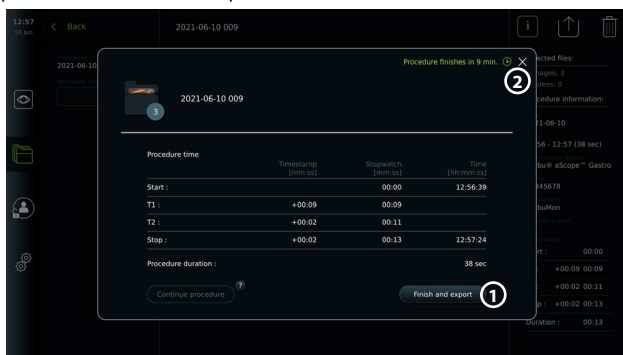 12:57
10 Jun
Back
2021-06-10 009
i
Procedure finishes in 9 min.
2
3
2021-06-10 009
Procedure time
Timestamp [mm:ss]
Stopwatch [mm:ss]
Time [hh:mm:ss]
Start : 00:00 12:56:39
T1 : +00:09 00:09
T2 : +00:02 00:11
Stop : +00:02 00:13 12:57:24
Procedure duration : 38 sec
Continue procedure
?
Finish and export
1
2021-06-10
ected files:
ages: 3
deos: 0
cedure information:
1-06-10
56 - 12:57 (38 sec)
bu® aScope™ Gastro
345678
buMon
rt : 00:00
: +00:09 00:09
: +00:02 00:11
p : +00:02 00:13
Duration : 00:13